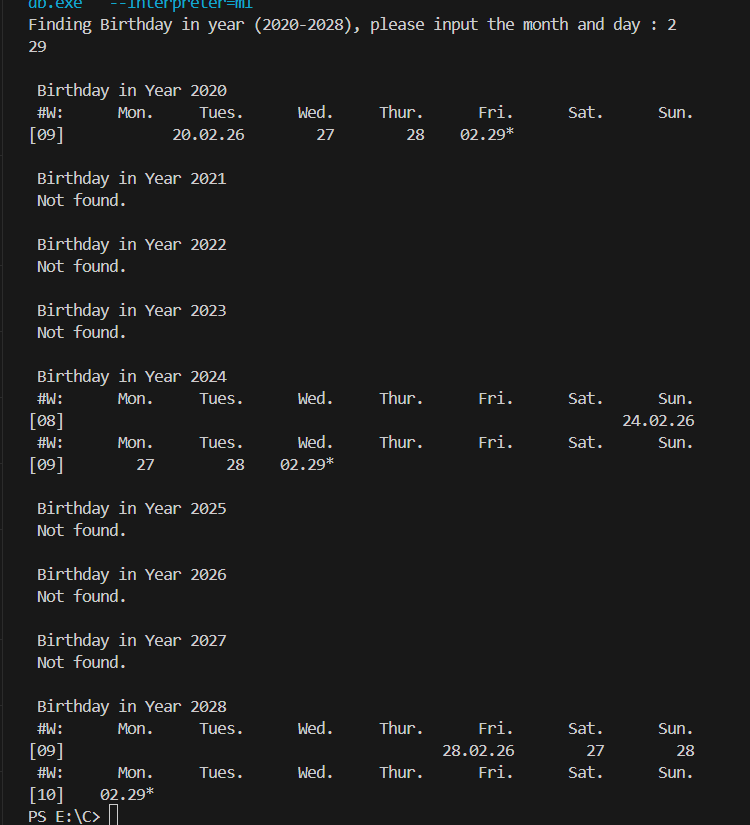 db.exe' '--interpreter=mi'
Finding Birthday in year (2020-2028), please input the month and day : 2
29
Birthday in Year 2020
#W: Mon. Tues. Wed. Thur. Fri. Sat. Sun.
[09] 20.02.26 27 28 02.29*
Birthday in Year 2021
Not found.
Birthday in Year 2022
Not found.
Birthday in Year 2023
Not found.
Birthday in Year 2024
#W: Mon. Tues. Wed. Thur. Fri. Sat. Sun.
[08] 24.02.26
#W: Mon. Tues. Wed. Thur. Fri. Sat. Sun.
[09] 27 28 02.29*
Birthday in Year 2025
Not found.
Birthday in Year 2026
Not found.
Birthday in Year 2027
Not found.
Birthday in Year 2028
#W: Mon. Tues. Wed. Thur. Fri. Sat. Sun.
[09] 28.02.26 27 28
#W: Mon. Tues. Wed. Thur. Fri. Sat. Sun.
[10] 02.29*
PS E:\C>